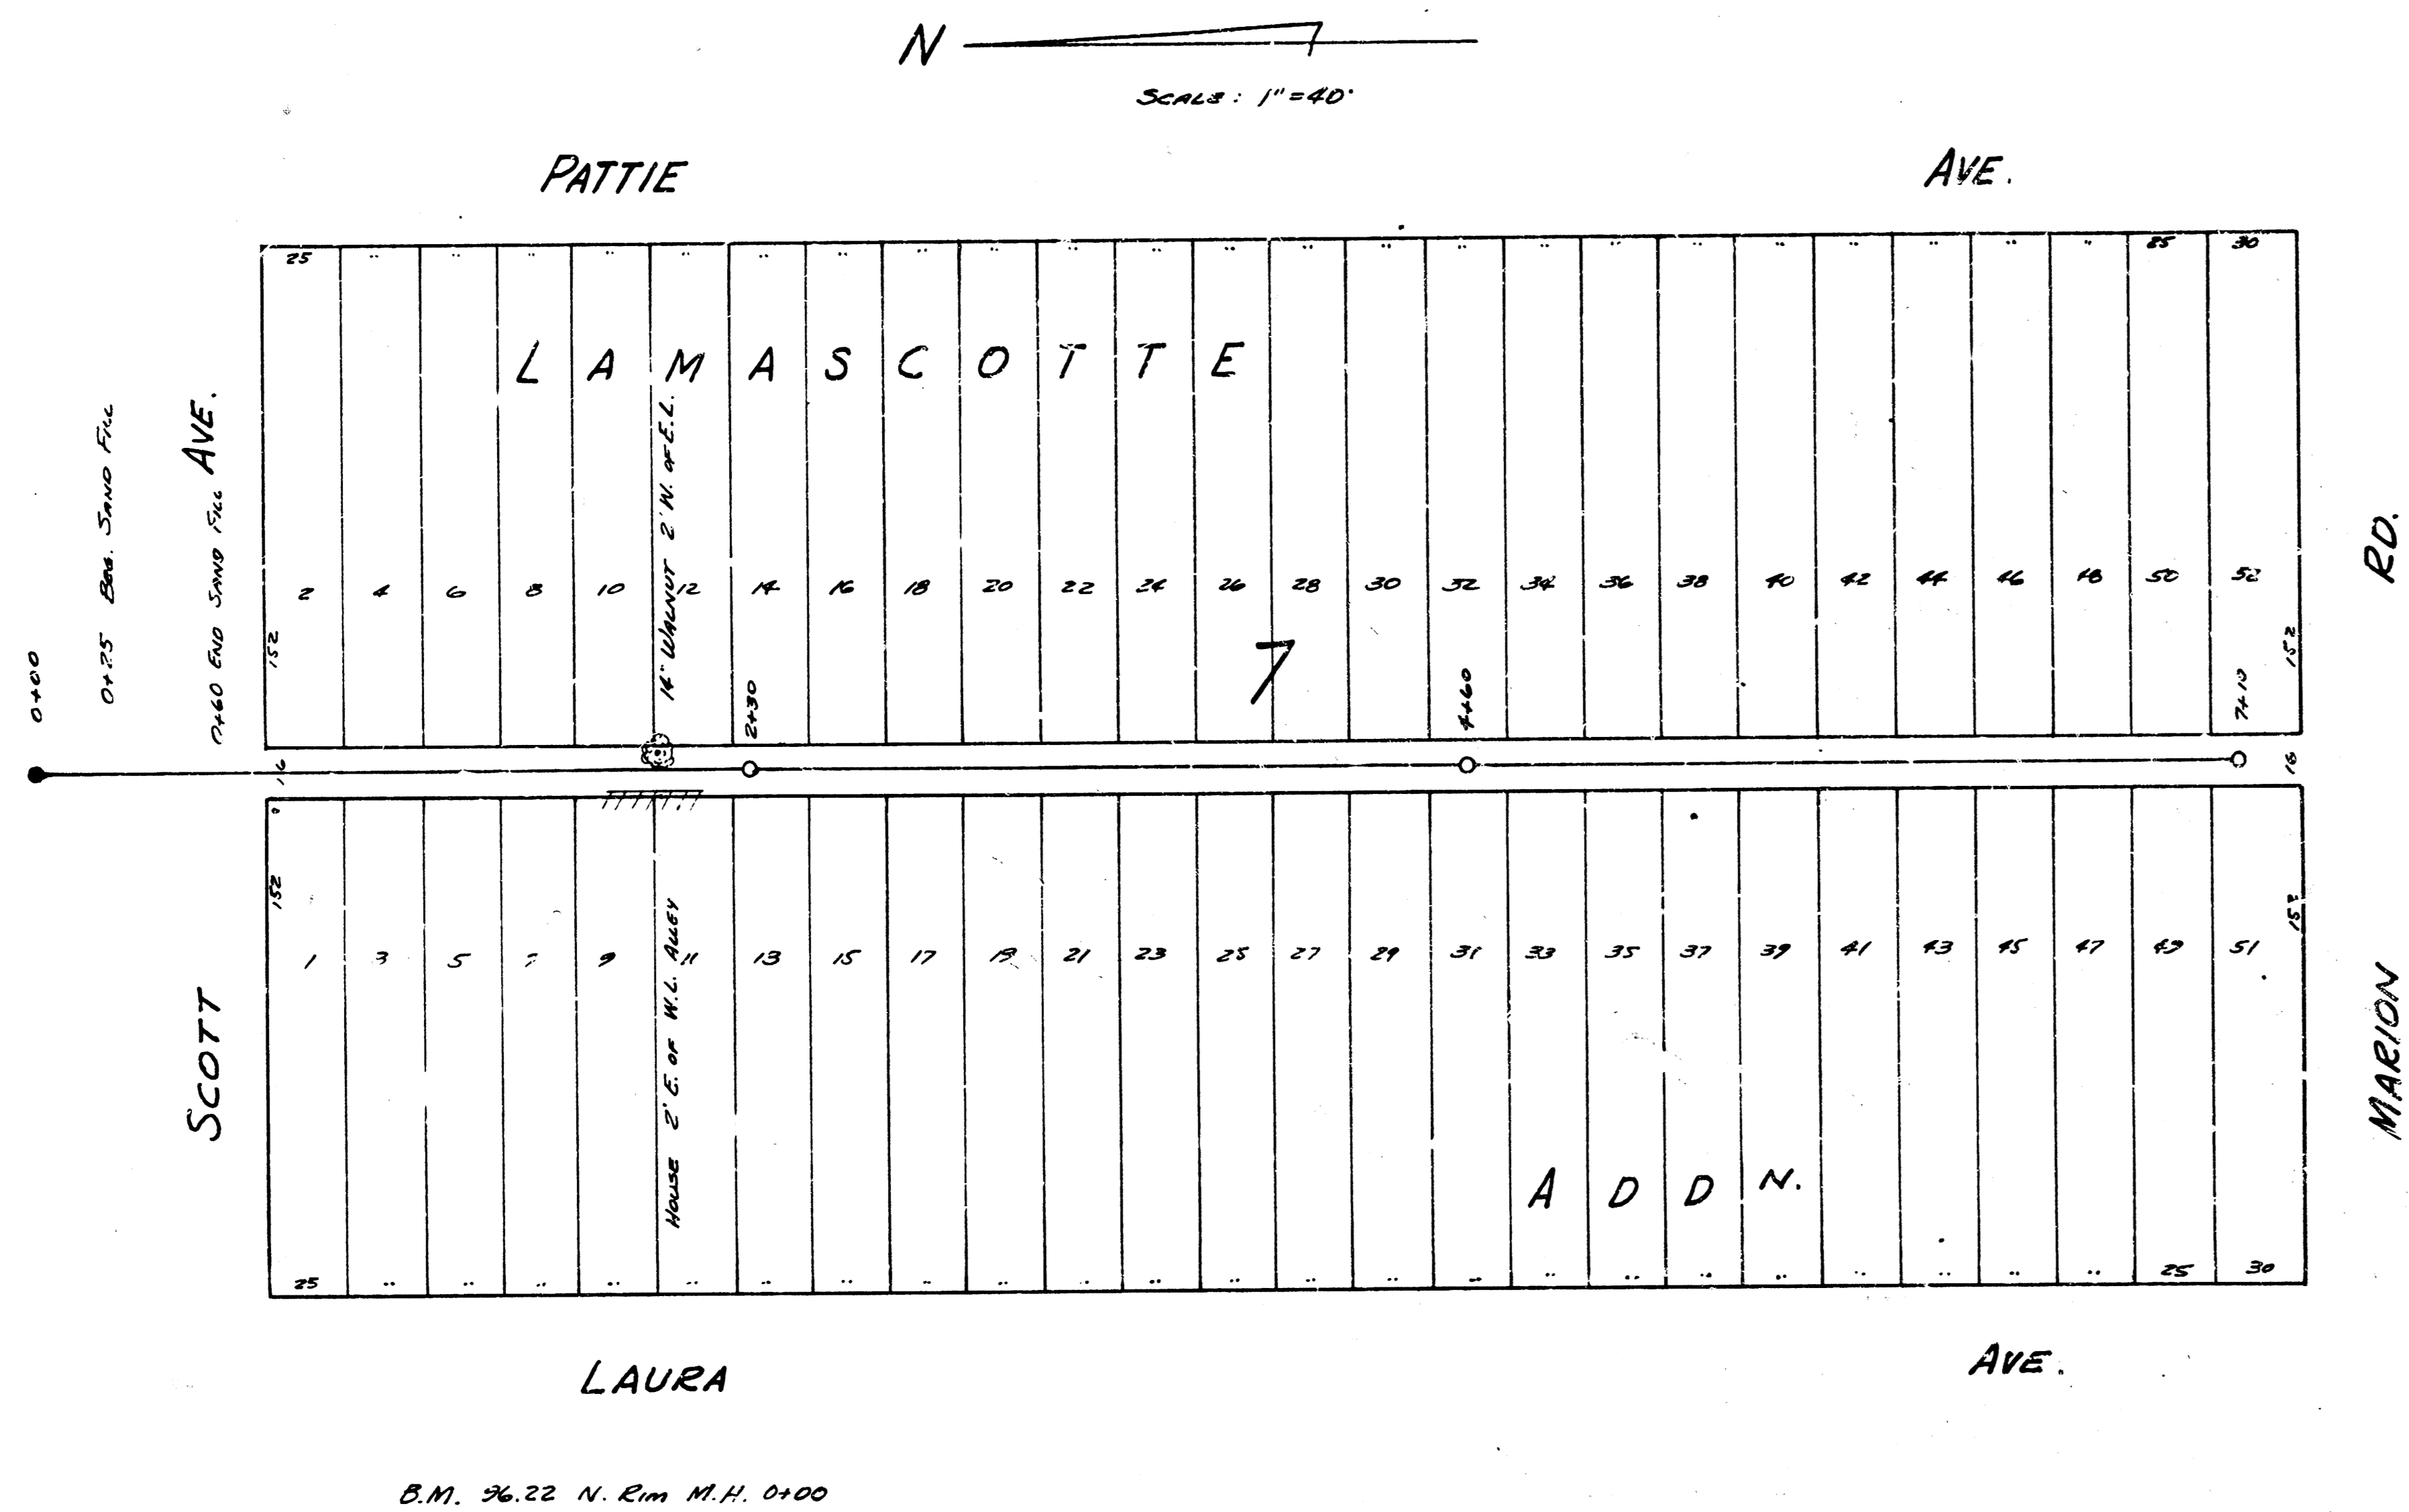 N
SCALE: 1"=40'
PATTIE AVE.
25 " " " " " " " " " " " " " " " " " " " " " " " 25 30
LAMASCOTTE
0+00
0+25 BEG. SAND FILL
0+60 END SAND FILL
SCOTT AVE.
14" WALNUT 2' W. OF E.L.
2 4 6 8 10 12 14 16 18 20 22 24 26 28 30 32 34 36 38 40 42 44 46 48 50 52
152 152
7
2+30 4+60 7+10
16 16
152 152
1 3 5 7 9 11 13 15 17 19 21 23 25 27 29 31 33 35 37 39 41 43 45 47 49 51
HOUSE 2' E. OF W.L. ALLEY
ADDN.
25 " " " " " " " " " " " " " " " " " " " " " " " 25 30
MARION RD.
LAURA AVE.
B.M. 96.22 N. Rim M.H. 0+00